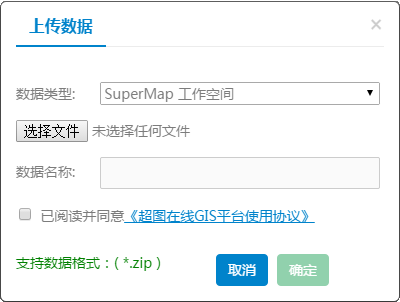 上传数据 ×
数据类型: SuperMap 工作空间
选择文件 未选择任何文件
数据名称:
已阅读并同意《超图在线GIS平台使用协议》
支持数据格式：( *.zip ) 取消 确定